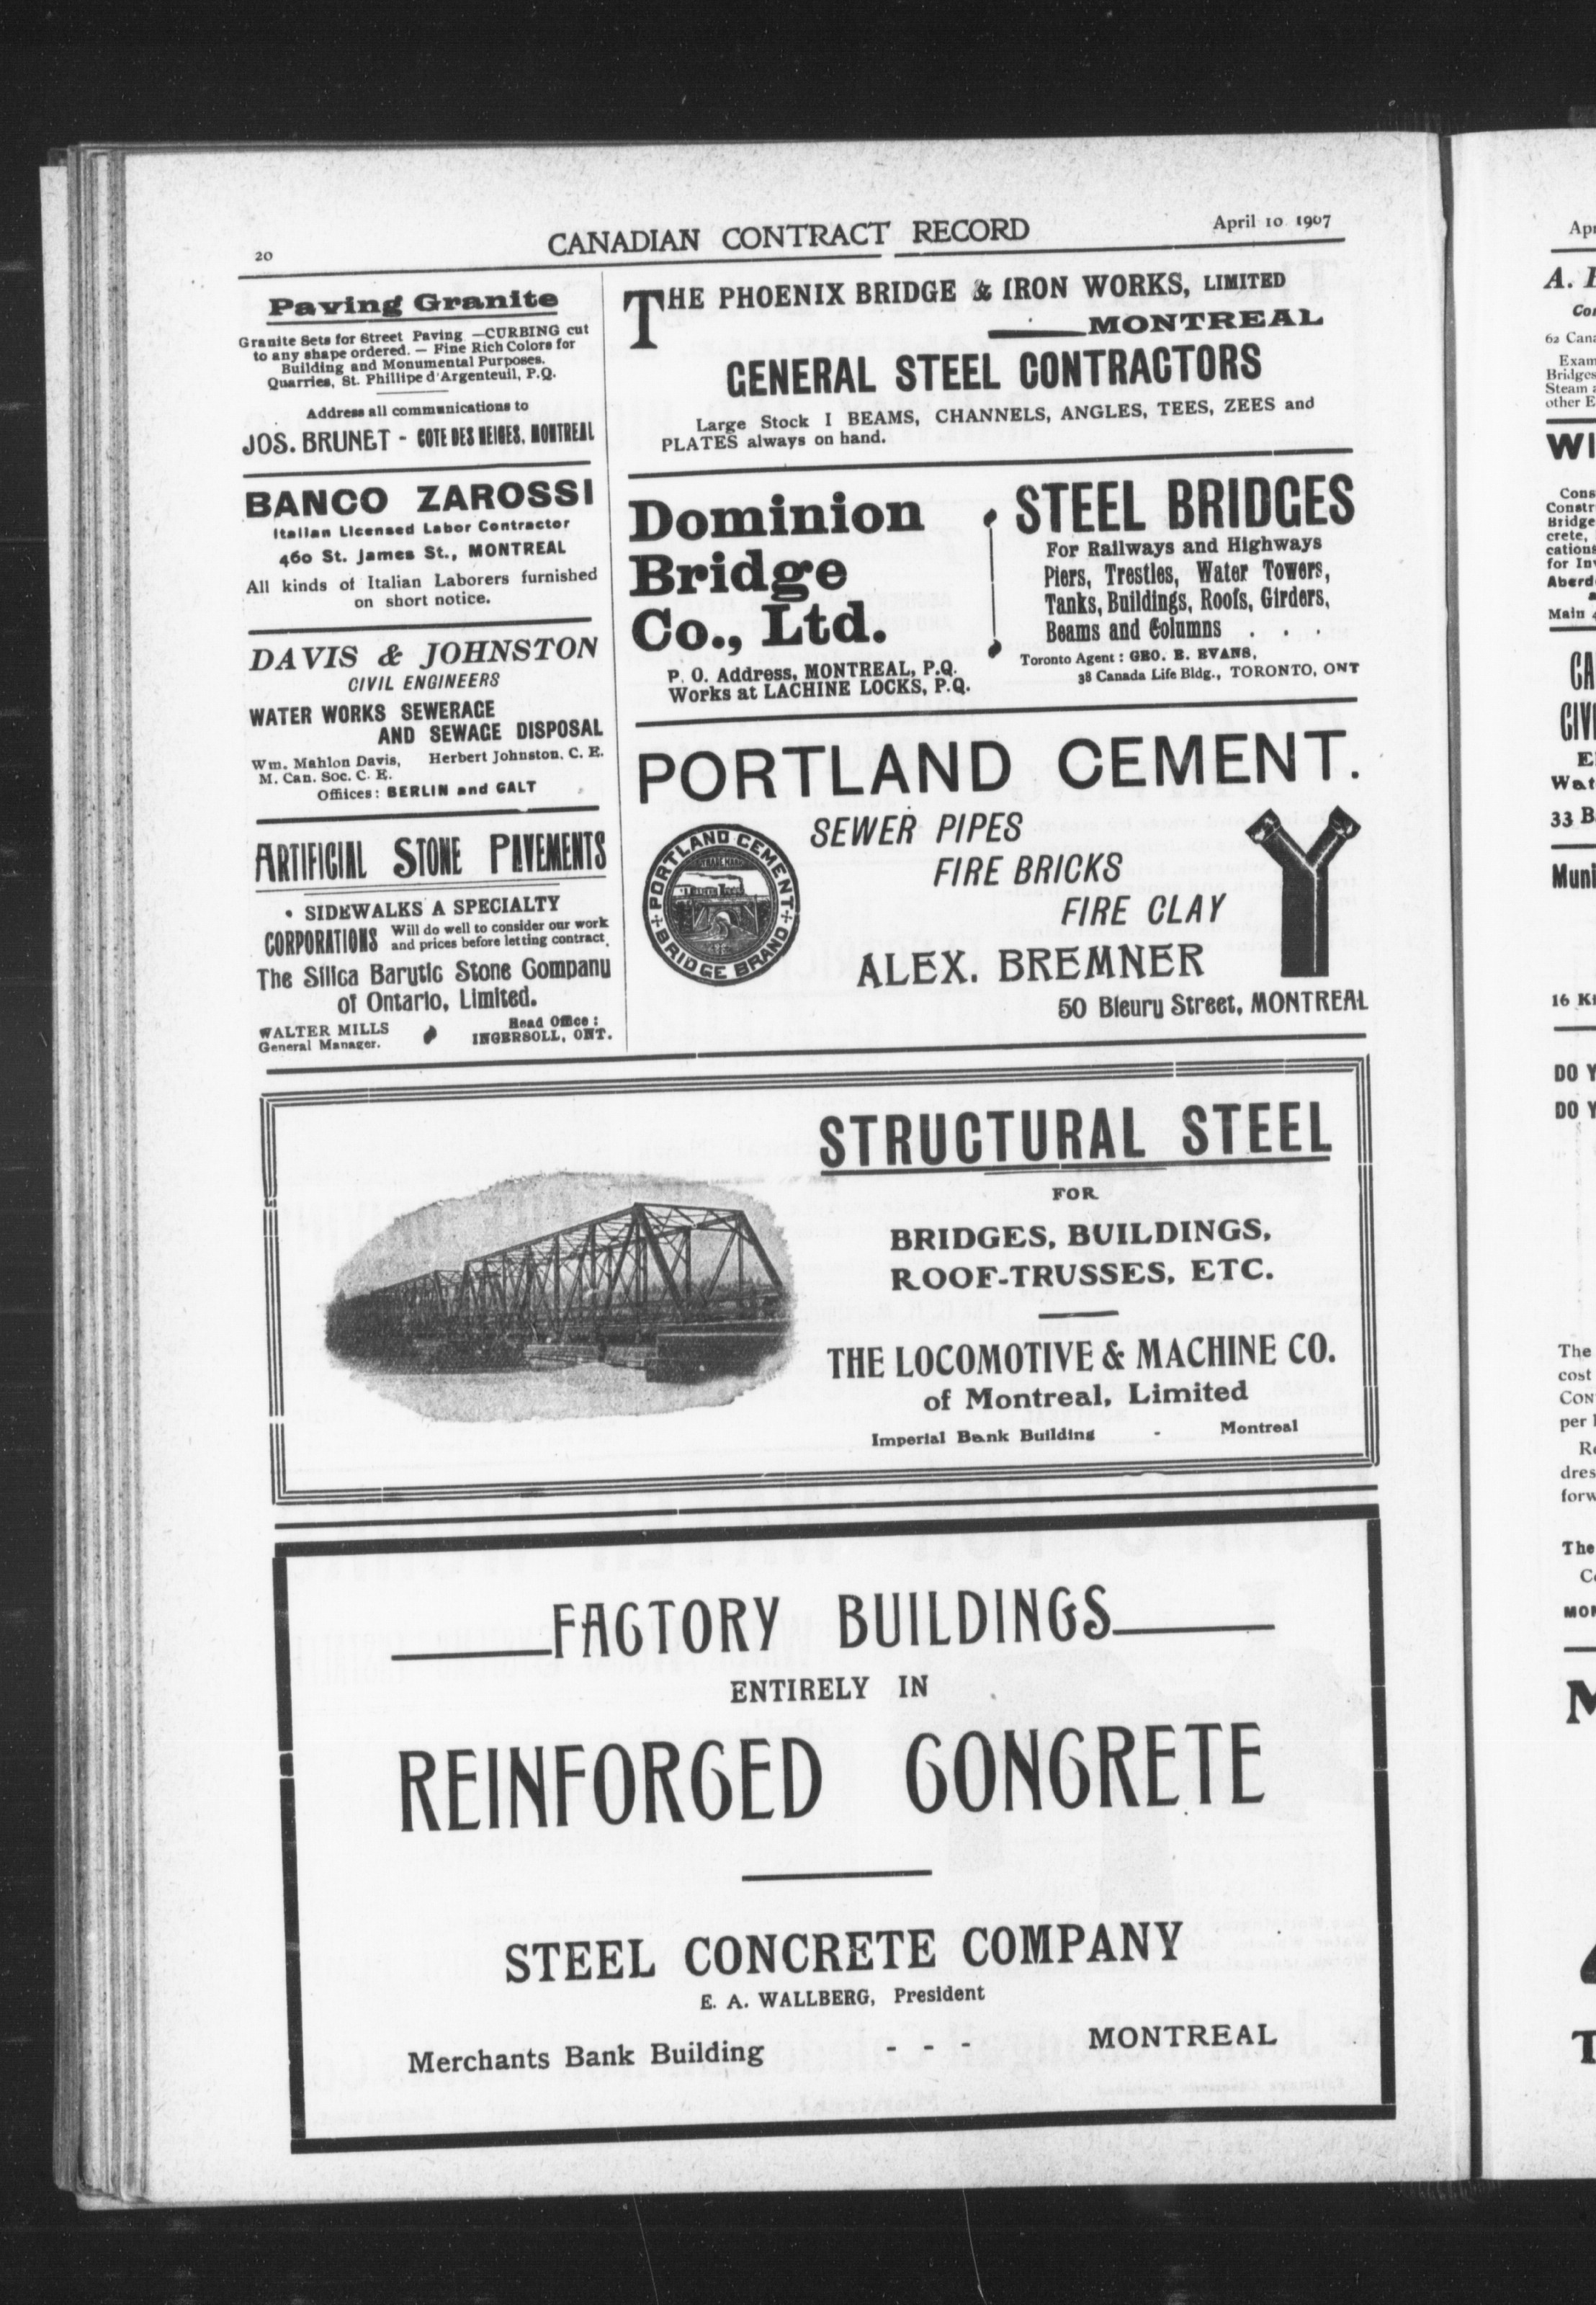 20
CANADIAN CONTRACT RECORD
April 10 1907
Paving Granite
Granite Sets for Street Paving —CURBING cut
to any shape ordered. — Fine Rich Colors for
Building and Monumental Purposes.
Quarries, St. Phillipe d'Argenteuil, P.Q.
Address all communications to
JOS. BRUNET - COTE DES NEIGES, MONTREAL
BANCO ZAROSSI
Italian Licensed Labor Contractor
460 St. James St., MONTREAL
All kinds of Italian Laborers furnished
on short notice.
DAVIS & JOHNSTON
CIVIL ENGINEERS
WATER WORKS SEWERAGE
AND SEWAGE DISPOSAL
Wm. Mahlon Davis, Herbert Johnston, C. E.
M. Can. Soc. C. E.
Offiices: BERLIN and GALT
ARTIFICIAL STONE PAVEMENTS
• SIDEWALKS A SPECIALTY
CORPORATIONS Will do well to consider our work
and prices before letting contract.
The Silica Barytic Stone Company
of Ontario, Limited.
WALTER MILLS
General Manager.
Head Office:
INGERSOLL, ONT.
THE PHOENIX BRIDGE & IRON WORKS, LIMITED
MONTREAL
GENERAL STEEL CONTRACTORS
Large Stock I BEAMS, CHANNELS, ANGLES, TEES, ZEES and
PLATES always on hand.
Dominion
Bridge
Co., Ltd.
P. O. Address, MONTREAL, P.Q.
Works at LACHINE LOCKS, P.Q.
STEEL BRIDGES
For Railways and Highways
Piers, Trestles, Water Towers,
Tanks, Buildings, Roofs, Girders,
Beams and Columns . . .
Toronto Agent: GEO. E. EVANS,
38 Canada Life Bldg., TORONTO, ONT
PORTLAND CEMENT.
SEWER PIPES
FIRE BRICKS
FIRE CLAY
PORTLAND CEMENT
TRADE MARK
BRIDGE BRAND
ALEX. BREMNER
50 Bleury Street, MONTREAL
STRUCTURAL STEEL
FOR
BRIDGES, BUILDINGS,
ROOF-TRUSSES, ETC.
THE LOCOMOTIVE & MACHINE CO.
of Montreal, Limited
Imperial Bank Building - Montreal
FACTORY BUILDINGS
ENTIRELY IN
REINFORCED CONCRETE
STEEL CONCRETE COMPANY
E. A. WALLBERG, President
Merchants Bank Building - - - MONTREAL